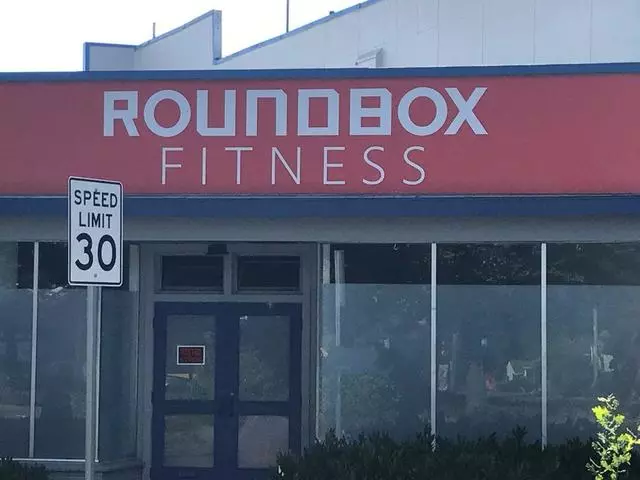 ROUNDBOX
FITNESS
SPEED
LIMIT
30